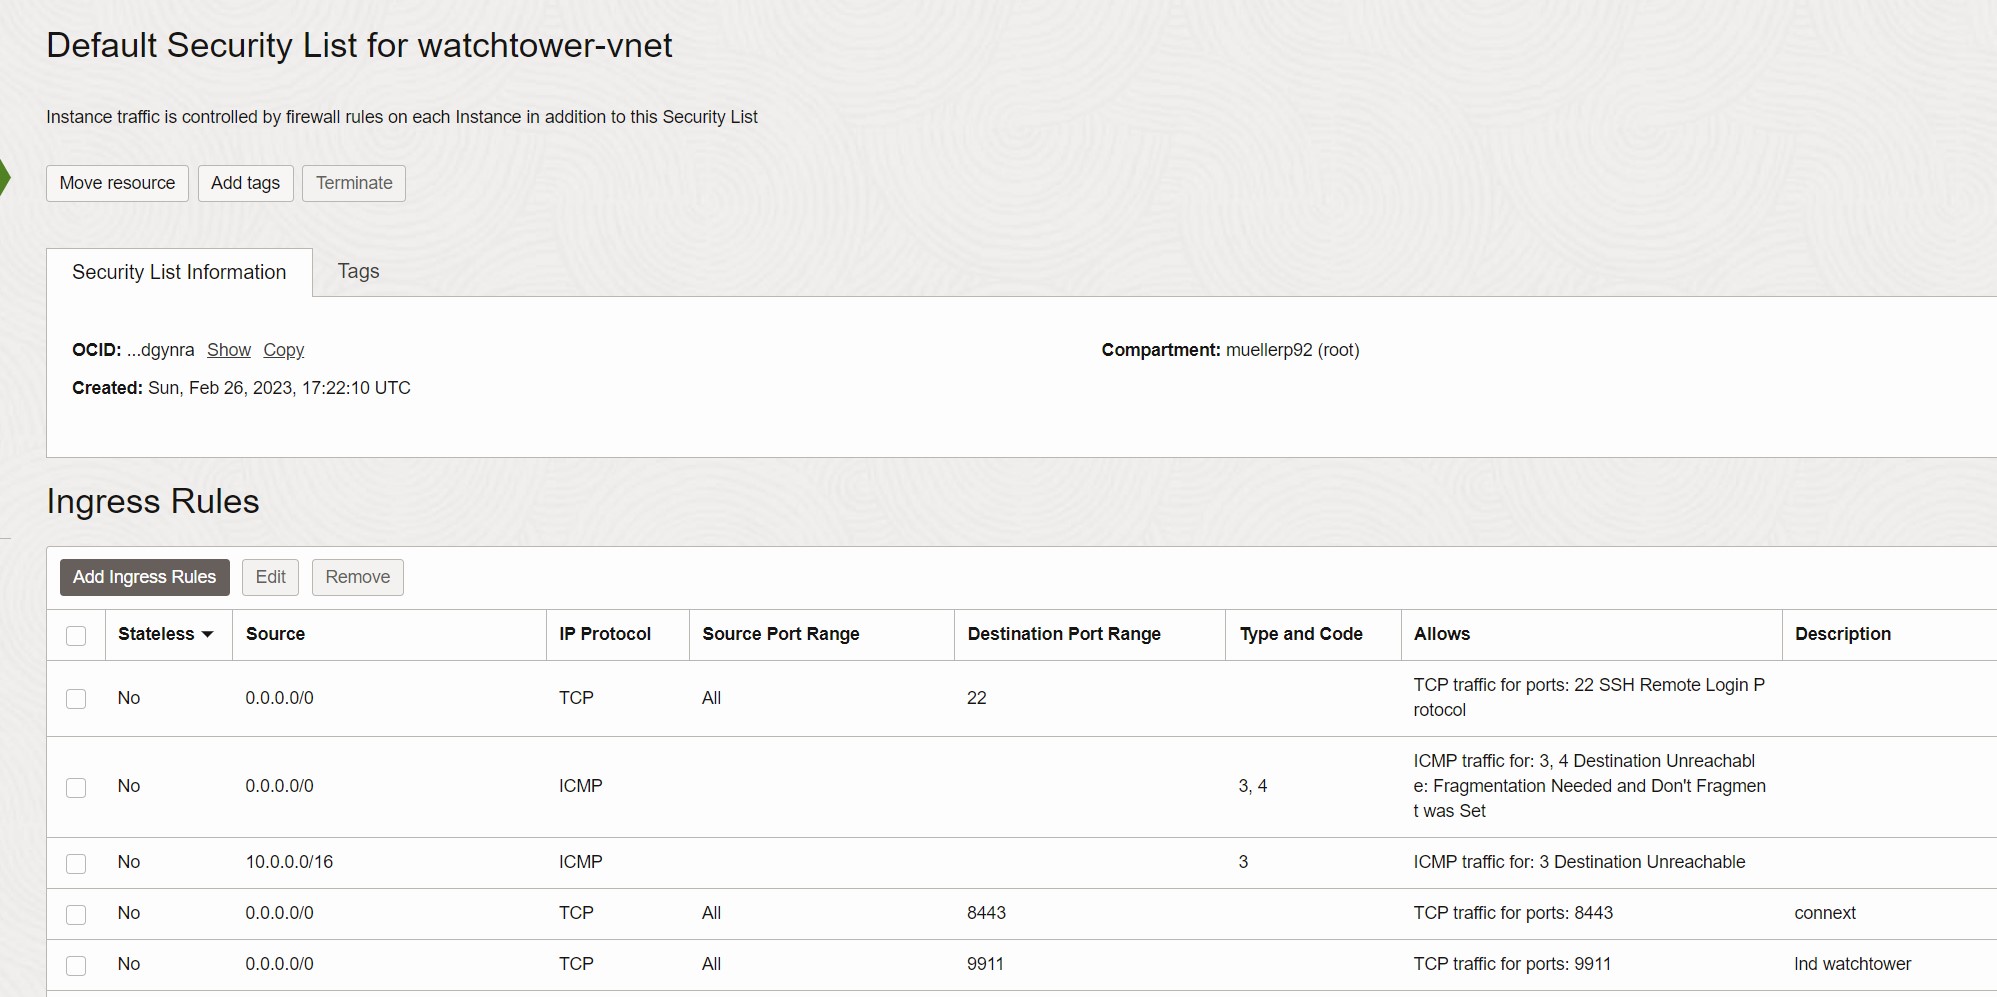 Default Security List for watchtower-vnet
Instance traffic is controlled by firewall rules on each Instance in addition to this Security List
Move resource Add tags Terminate
Security List Information Tags
OCID: ...dgynra Show Copy Compartment: muellerp92 (root)
Created: Sun, Feb 26, 2023, 17:22:10 UTC
Ingress Rules
Add Ingress Rules Edit Remove
Stateless Source IP Protocol Source Port Range Destination Port Range Type and Code Allows Description
No 0.0.0.0/0 TCP All 22 TCP traffic for ports: 22 SSH Remote Login P
rotocol
No 0.0.0.0/0 ICMP 3, 4 ICMP traffic for: 3, 4 Destination Unreachabl
e: Fragmentation Needed and Don't Fragmen
t was Set
No 10.0.0.0/16 ICMP 3 ICMP traffic for: 3 Destination Unreachable
No 0.0.0.0/0 TCP All 8443 TCP traffic for ports: 8443 connext
No 0.0.0.0/0 TCP All 9911 TCP traffic for ports: 9911 lnd watchtower